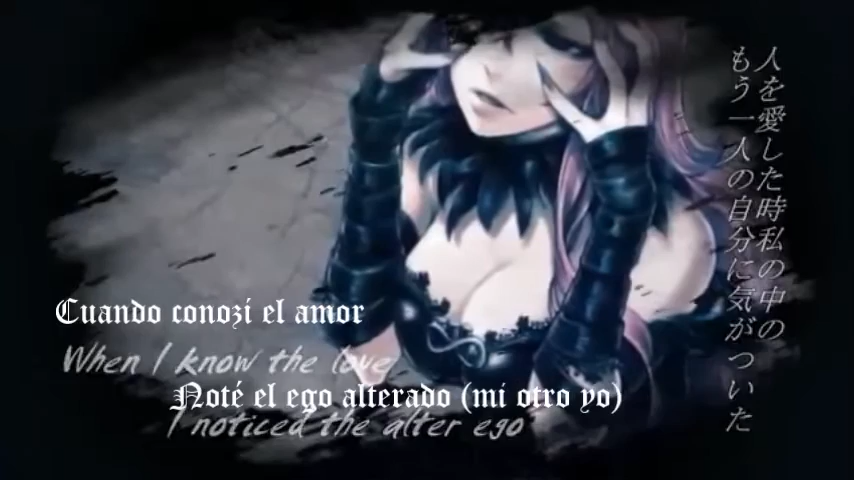 人を愛した時私の中の
もう一人の自分に気がついた
Cuando conozi el amor
When I know the love
Noté el ego alterado (mi otro yo)
I noticed the alter ego